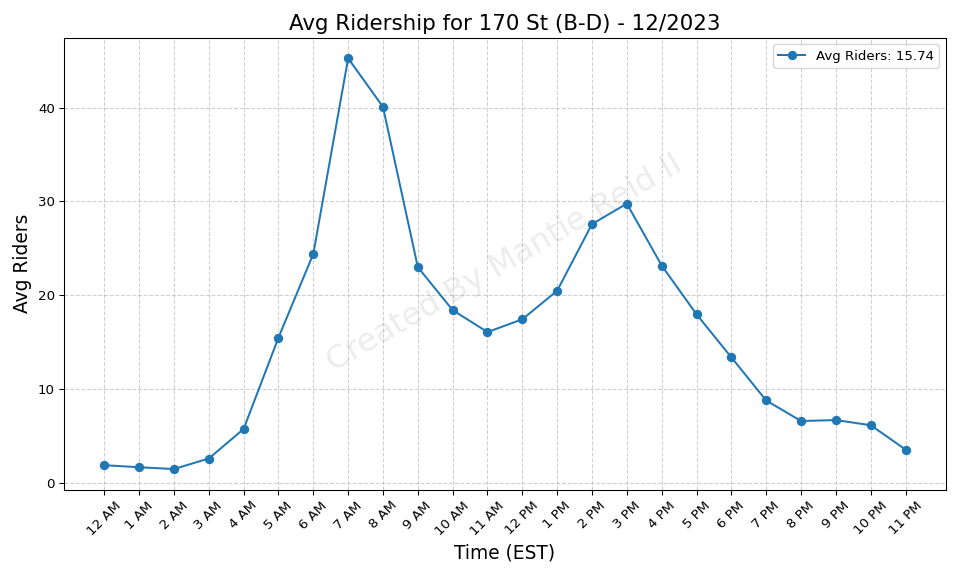 Avg Ridership for 170 St (B-D) - 12/2023
Avg Riders: 15.74
Avg Riders
40
30
20
10
0
Created By Mantle Reid II
12 AM
1 AM
2 AM
3 AM
4 AM
5 AM
6 AM
7 AM
8 AM
9 AM
10 AM
11 AM
12 PM
1 PM
2 PM
3 PM
4 PM
5 PM
6 PM
7 PM
8 PM
9 PM
10 PM
11 PM
Time (EST)